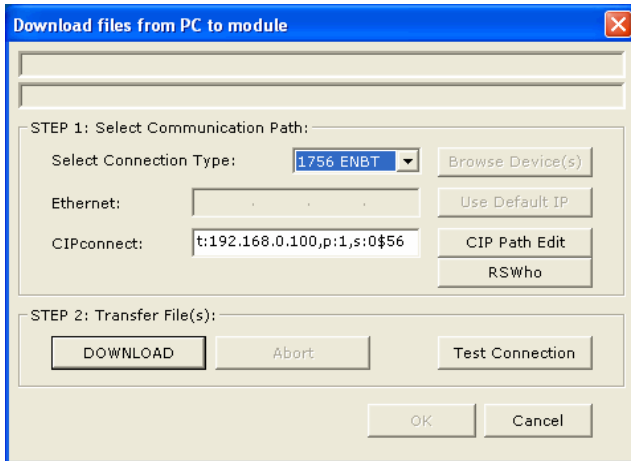 Download files from PC to module
STEP 1: Select Communication Path:
Select Connection Type: 1756 ENBT Browse Device(s)
Ethernet: . . . Use Default IP
CIPconnect: t:192.168.0.100,p:1,s:0$56 CIP Path Edit
RSWho
STEP 2: Transfer File(s):
DOWNLOAD Abort Test Connection
OK Cancel